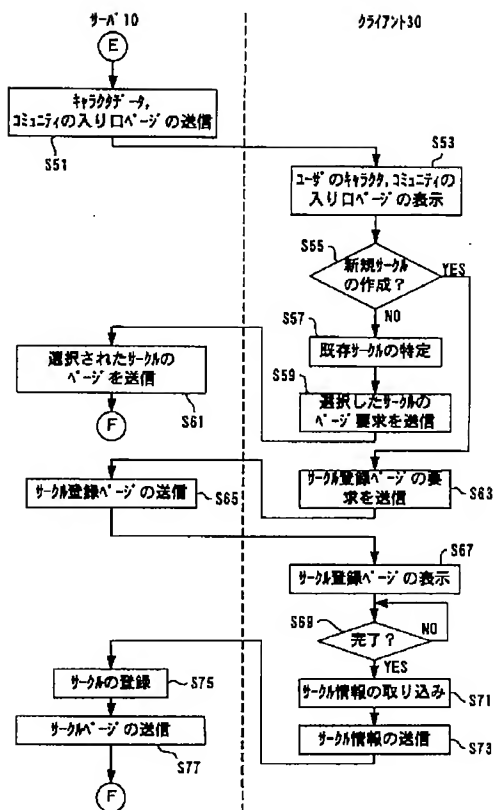 サーバ10
クライアント30
E
キャラクタデータ,
コミュニティの入り口ページの送信
S51
S53
ユーザのキャラクタ,コミュニティの
入り口ページの表示
S55
新規サークル
の作成?
YES
NO
S57
既存サークルの特定
S59
選択したサークルの
ページ要求を送信
選択されたサークルの
ページを送信
S61
F
サークル登録ページの要
求を送信
S63
サークル登録ページの送信
S65
S67
サークル登録ページの表示
S69
完了?
NO
YES
サークル情報の取り込み
S71
サークル情報の送信
S73
サークルの登録
S75
サークルページの送信
S77
F